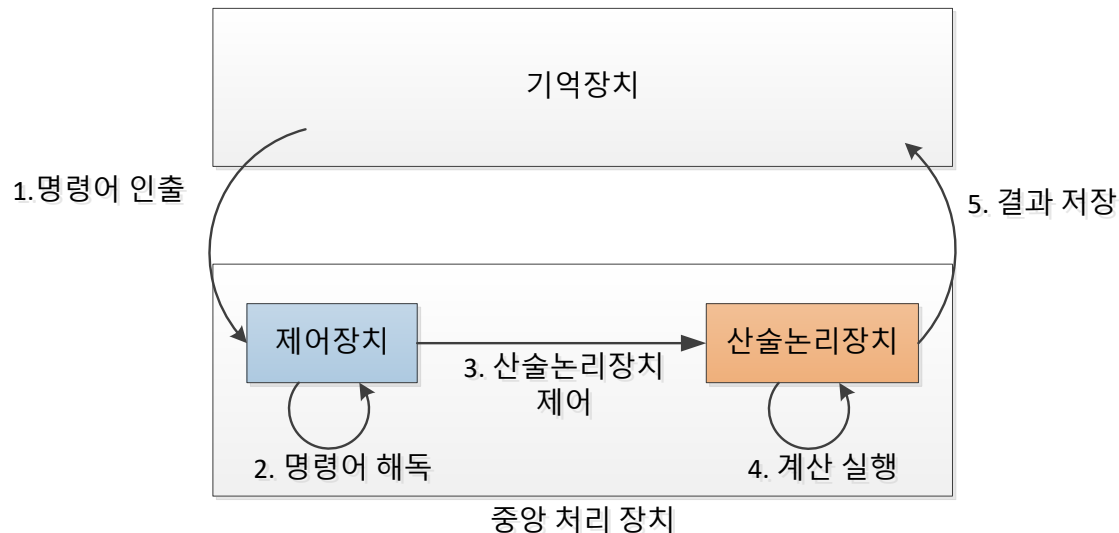 기억장치
1.명령어 인출
5. 결과 저장
제어장치
산술논리장치
3. 산술논리장치
제어
2. 명령어 해독
4. 계산 실행
중앙 처리 장치